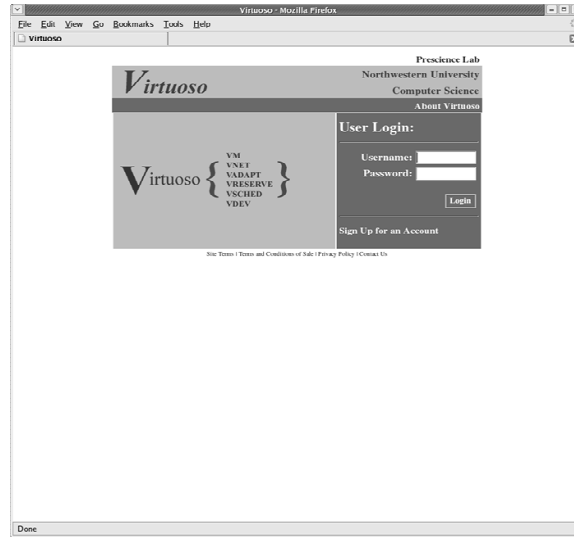 Virtuoso - Mozilla Firefox
File Edit View Go Bookmarks Tools Help
Virtuoso
Prescience Lab
Virtuoso
Northwestern University
Computer Science
About Virtuoso
Virtuoso { VM
VNET
VADAPT
VRESERVE
VSCHED
VDEV }
User Login:
Username:
Password:
Login
Sign Up for an Account
Site Terms | Terms and Conditions of Sale | Privacy Policy | Contact Us
Done